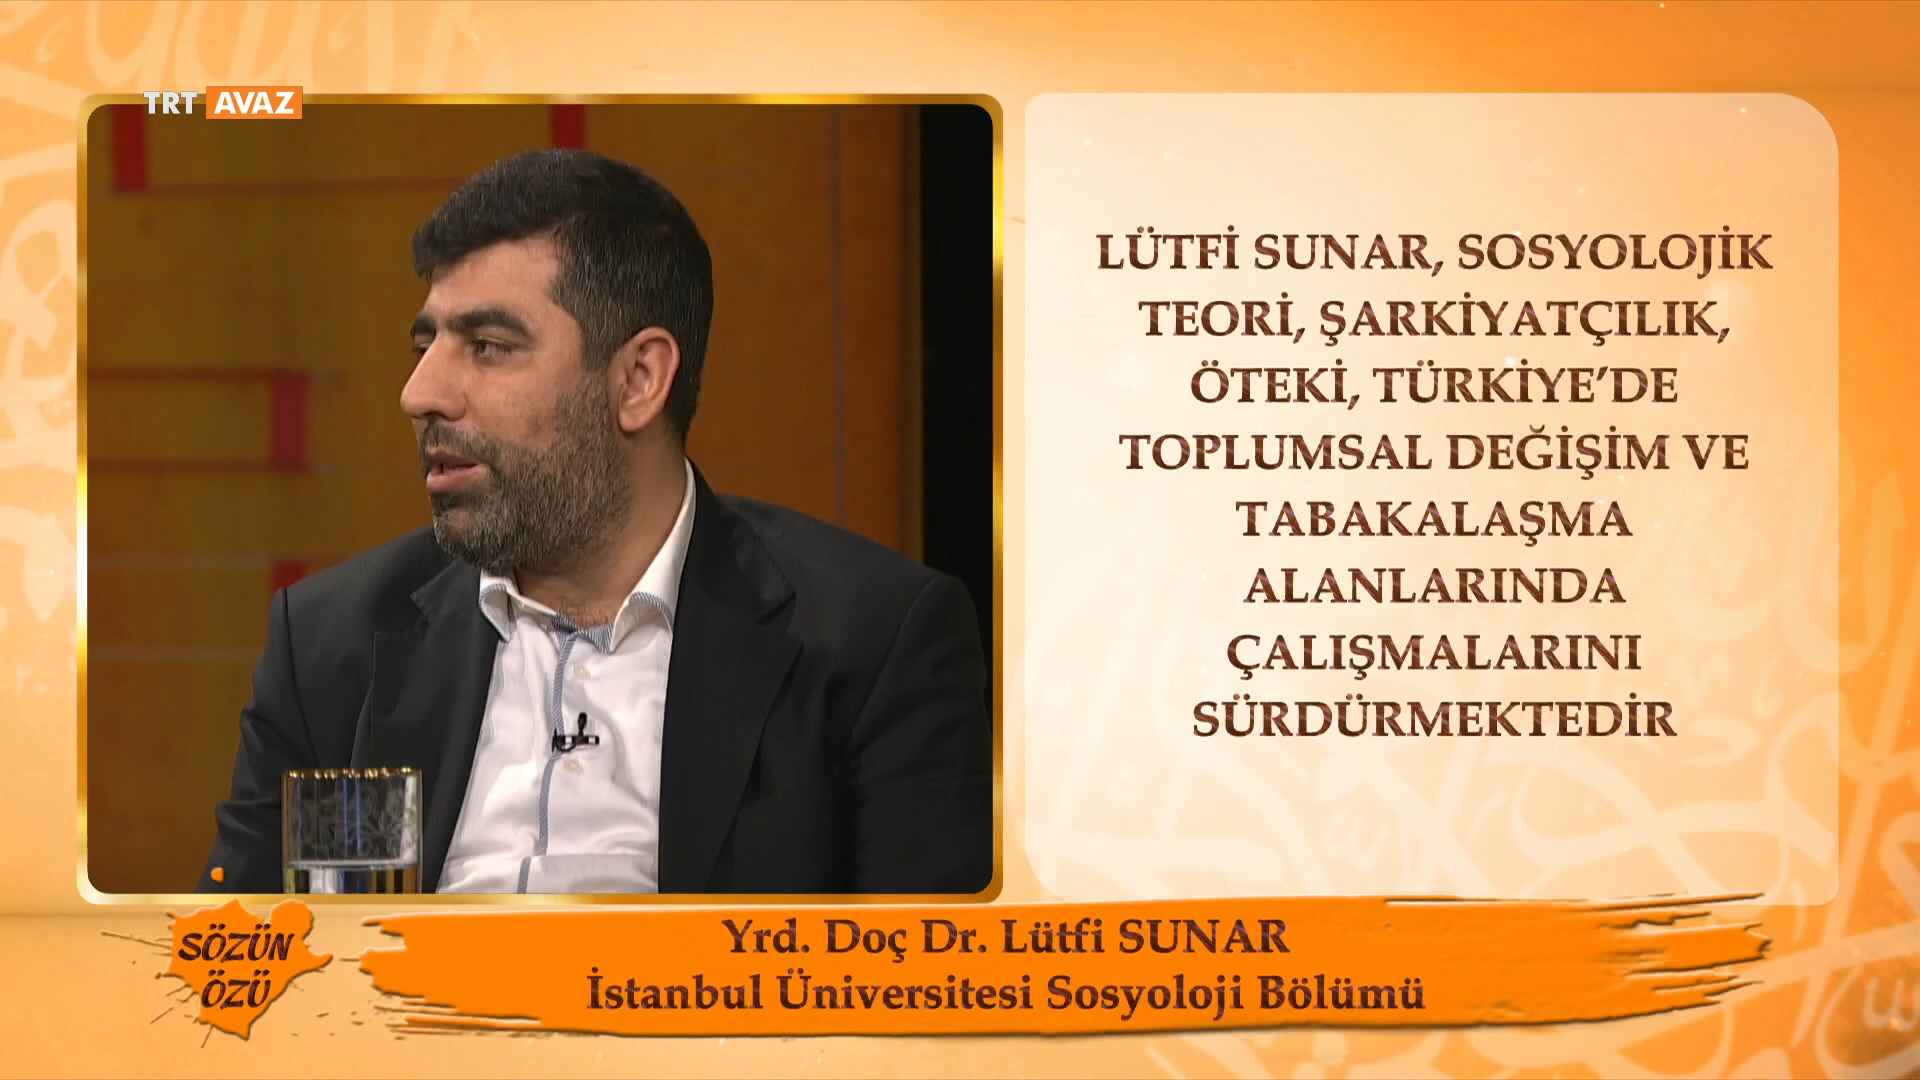 TRT AVAZ
LÜTFİ SUNAR, SOSYOLOJİK
TEORİ, ŞARKİYATÇILIK,
ÖTEKİ, TÜRKİYE’DE
TOPLUMSAL DEĞİŞİM VE
TABAKALAŞMA
ALANLARINDA
ÇALIŞMALARINI
SÜRDÜRMEKTEDİR
SÖZÜN
ÖZÜ
Yrd. Doç Dr. Lütfi SUNAR
İstanbul Üniversitesi Sosyoloji Bölümü